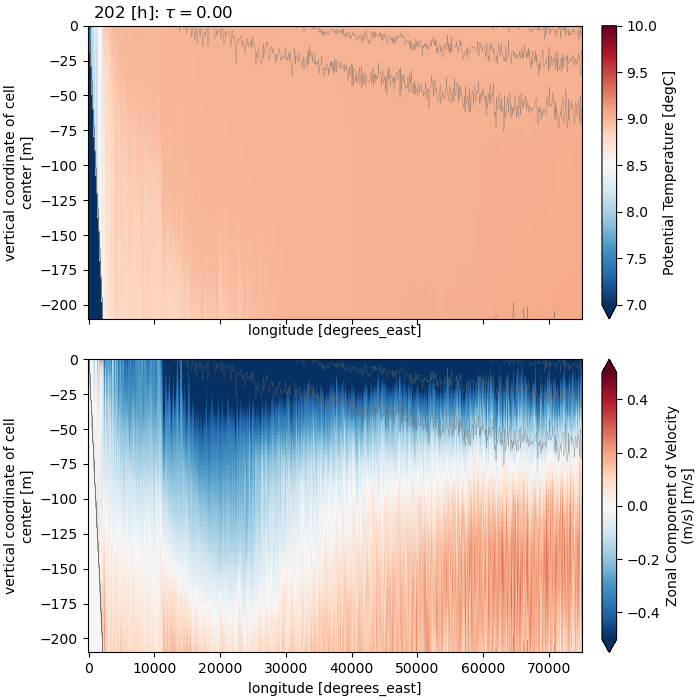 202 [h]: τ = 0.00
0
−25
−50
−75
−100
−125
−150
−175
−200
vertical coordinate of cell
center [m]
longitude [degrees_east]
10.0
9.5
9.0
8.5
8.0
7.5
7.0
Potential Temperature [degC]
0
−25
−50
−75
−100
−125
−150
−175
−200
vertical coordinate of cell
center [m]
0 10000 20000 30000 40000 50000 60000 70000
longitude [degrees_east]
0.4
0.2
0.0
−0.2
−0.4
Zonal Component of Velocity
(m/s) [m/s]